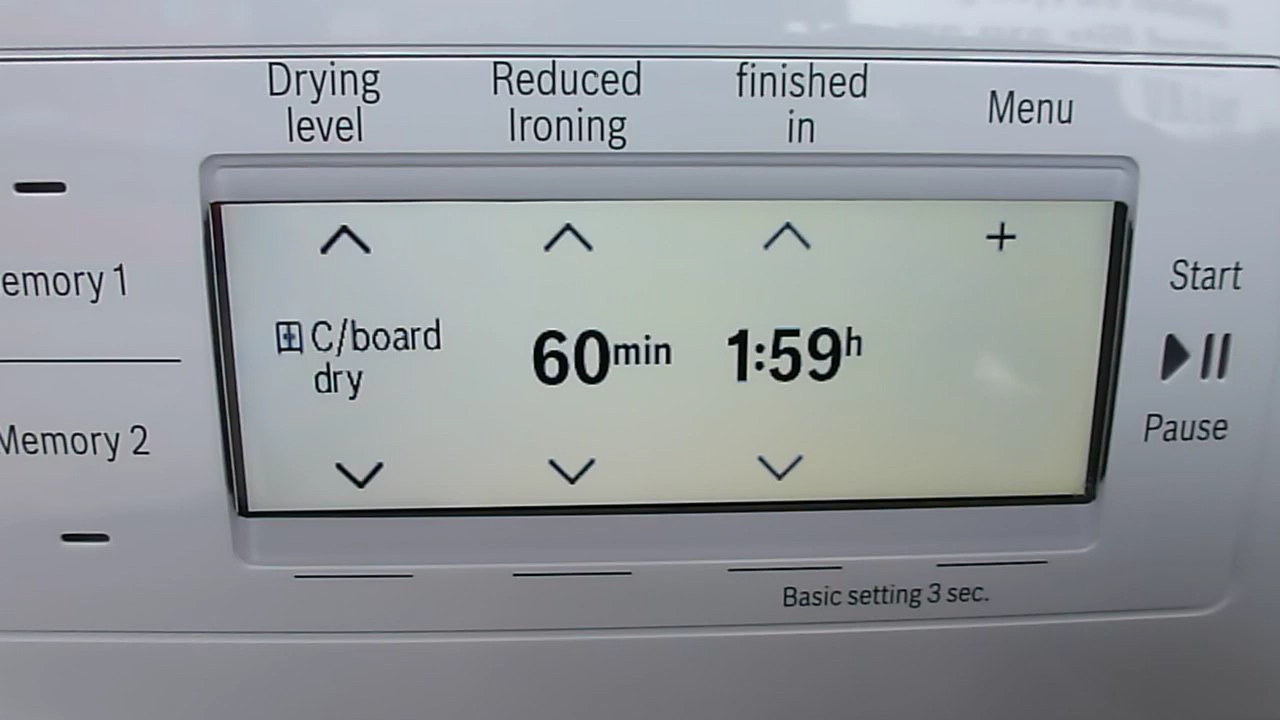 Drying
level
Reduced
Ironing
finished
in
Menu
emory 1
Memory 2
C/board
dry
60min
1:59h
+
Start
Pause
Basic setting 3 sec.